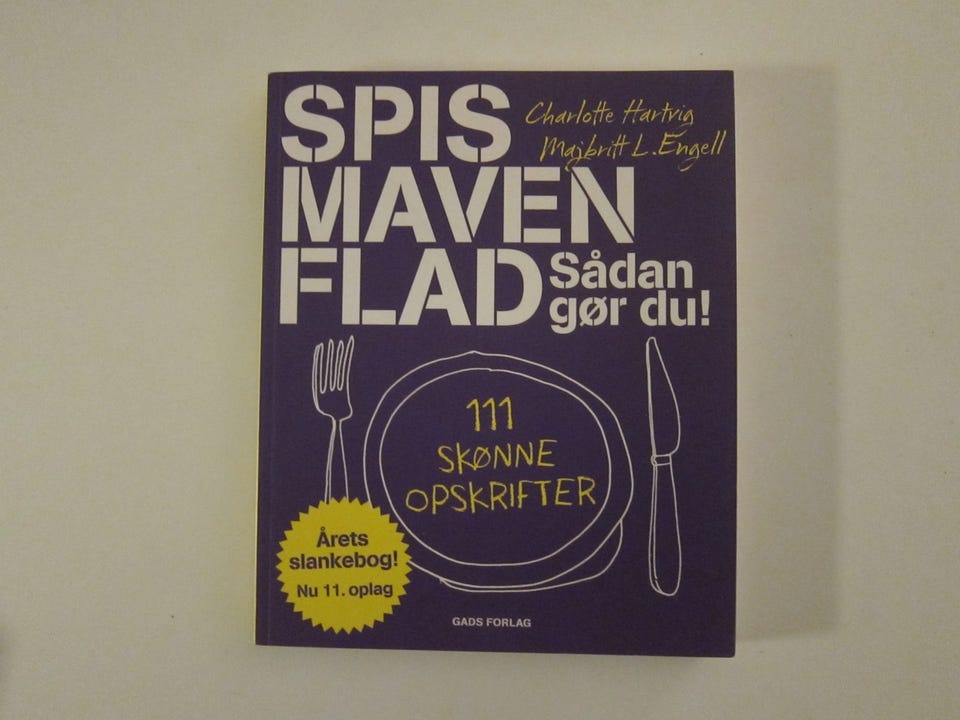 SPIS
Charlotte Hartvig
Majbritt L. Engell
MAVEN
FLAD
Sådan
gør du!
111
SKØNNE
OPSKRIFTER
Årets
slankebog!
Nu 11. oplag
GADS FORLAG